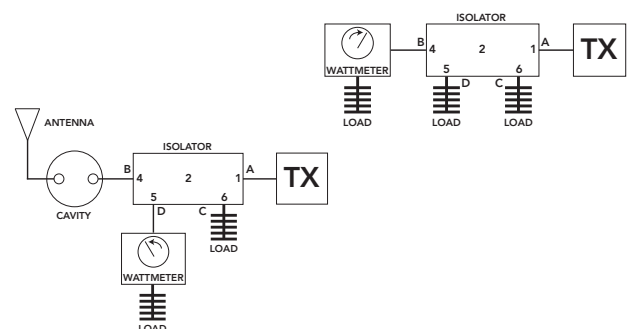 ISOLATOR
B 4 2 1 A TX
WATTMETER
5 6
D C
LOAD LOAD LOAD
ANTENNA
ISOLATOR
B 4 2 1 A TX
5 6
D C
CAVITY
LOAD
WATTMETER
LOAD